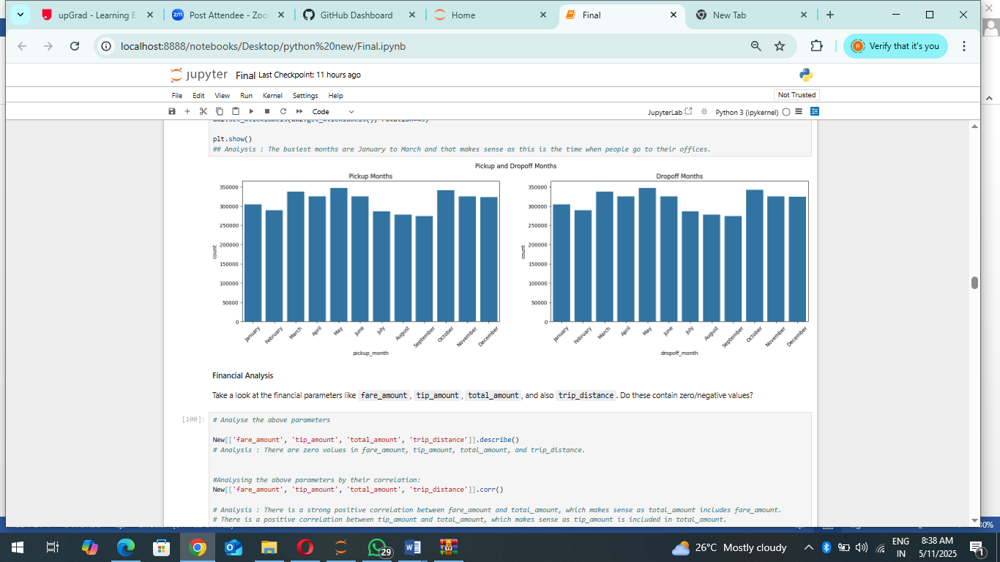 upGrad - Learning E
zm Post Attendee - Zoo
GitHub Dashboard
Home
Final
New Tab
localhost:8888/notebooks/Desktop/python%20new/Final.ipynb
R Verify that it's you
jupyter Final Last Checkpoint: 11 hours ago
File Edit View Run Kernel Settings Help
Not Trusted
Code
JupyterLab
Python 3 (ipykernel)
plt.show()
## Analysis : The busiest months are January to March and that makes sense as this is the time when people go to their offices.
Pickup and Dropoff Months
Pickup Months
350000
300000
250000
200000
150000
100000
50000
0
count
January February March April May June July August September October November December
pickup_month
Dropoff Months
350000
300000
250000
200000
150000
100000
50000
0
count
January February March April May June July August September October November December
dropoff_month
Financial Analysis
Take a look at the financial parameters like fare_amount , tip_amount , total_amount , and also trip_distance . Do these contain zero/negative values?
[100]:
# Analyse the above parameters
New[['fare_amount', 'tip_amount', 'total_amount', 'trip_distance']].describe()
# Analysis : There are zero values in fare_amount, tip_amount, total_amount, and trip_distance.
#Analysing the above parameters by their correlation:
New[['fare_amount', 'tip_amount', 'total_amount', 'trip_distance']].corr()
# Analysis : There is a strong positive correlation between fare_amount and total_amount, which makes sense as total_amount includes fare_amount.
# There is a positive correlation between tip_amount and total_amount, which makes sense as tip_amount is included in total_amount.
29
26°C Mostly cloudy
ENG
IN
8:38 AM
5/11/2025
1